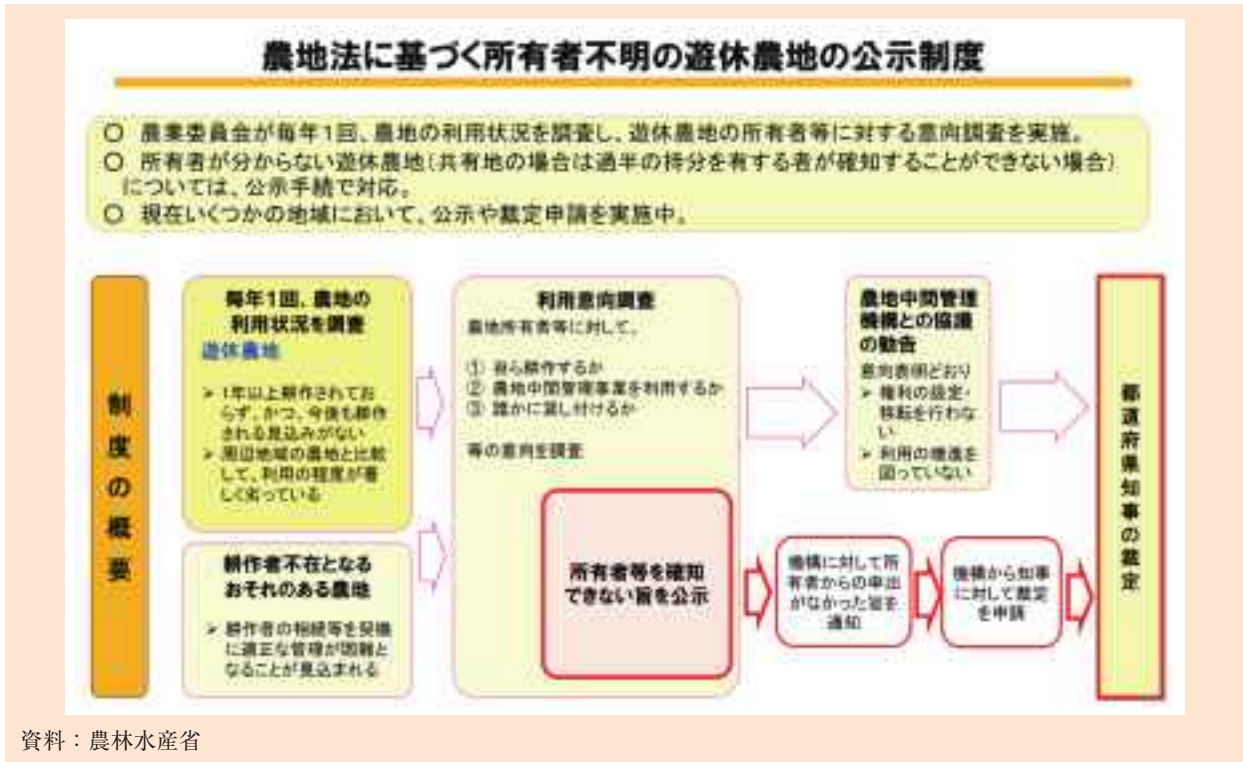 農地法に基づく所有者不明の遊休農地の公示制度
○ 農業委員会が毎年1回、農地の利用状況を調査し、遊休農地の所有者等に対する意向調査を実施。
○ 所有者が分からない遊休農地(共有地の場合は過半の持分を有する者が確知することができない場合)
については、公示手続で対応。
○ 現在いくつかの地域において、公示や裁定申請を実施中。
制度の概要
毎年1回、農地の
利用状況を調査
遊休農地
➢ 1年以上耕作されてお
らず、かつ、今後も耕作
される見込みがない
➢ 周辺地域の農地と比較
して、利用の程度が著
しく劣っている
耕作者不在となる
おそれのある農地
➢ 耕作者の相続等を契機
に適正な管理が困難と
なることが見込まれる
利用意向調査
農地所有者等に対して、
① 自ら耕作するか
② 農地中間管理事業を利用するか
③ 誰かに貸し付けるか
等の意向を調査
所有者等を確知
できない旨を公示
農地中間管理
機構との協議
の勧告
意向表明どおり
➢ 権利の設定・
移転を行わな
い
➢ 利用の増進を
図っていない
機構に対して所
有者からの申出
がなかった旨を
通知
機構から知事
に対して裁定
を申請
都道府県知事の裁定
資料：農林水産省